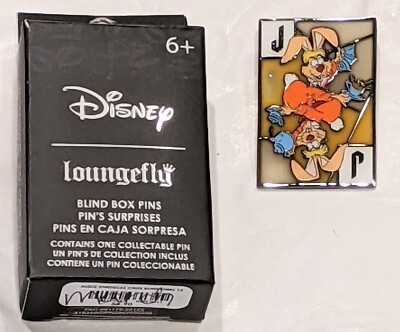 6+
Disney
loungefly
BLIND BOX PINS
PIN'S SURPRISES
PINS EN CAJA SORPRESA
CONTAINS ONE COLLECTABLE PIN
UN PIN'S DE COLLECTION INCLUS
CONTIENE UN PIN COLECCIONABLE
J
J